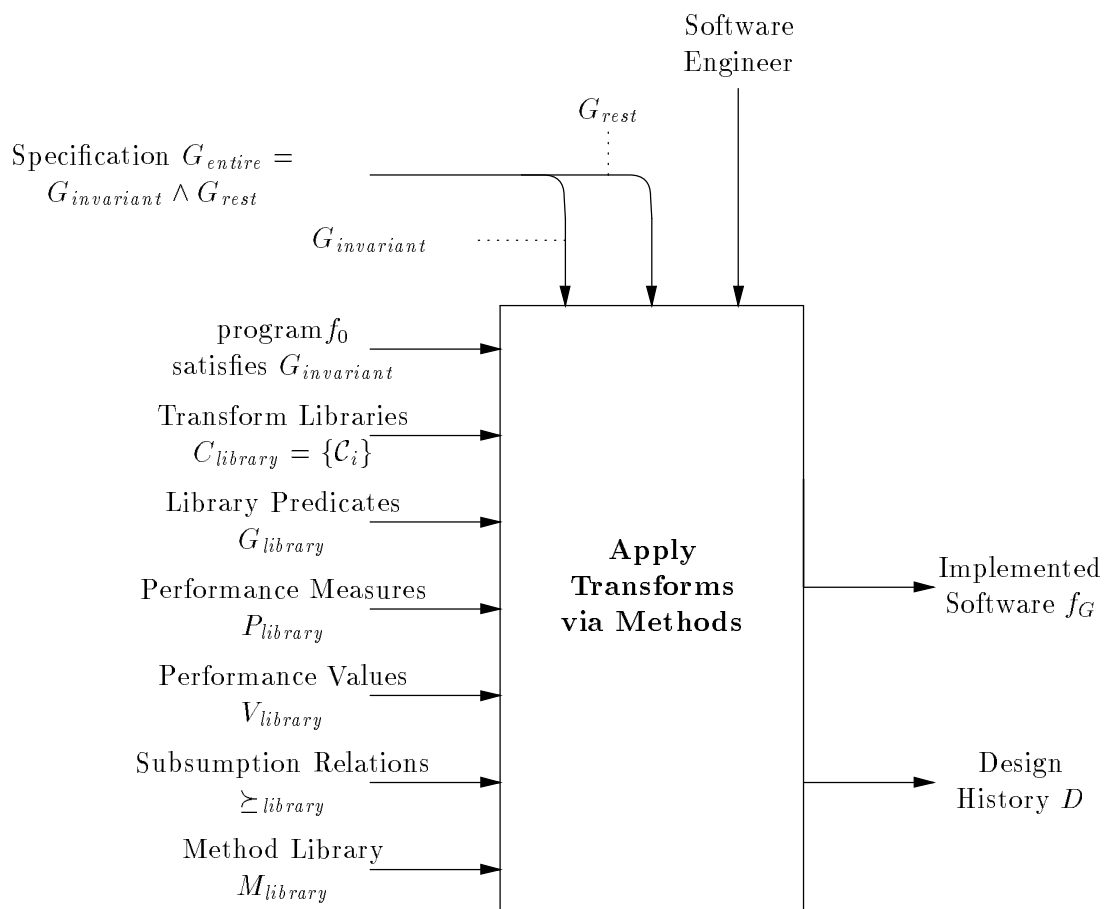 Software
Engineer
G_rest
Specification G_entire =
G_invariant ∧ G_rest
G_invariant
program f_0
satisfies G_invariant
Transform Libraries
C_library = {𝒞_i}
Library Predicates
G_library
Performance Measures
P_library
Performance Values
V_library
Subsumption Relations
⪰_library
Method Library
M_library
Apply
Transforms
via Methods
Implemented
Software f_G
Design
History D